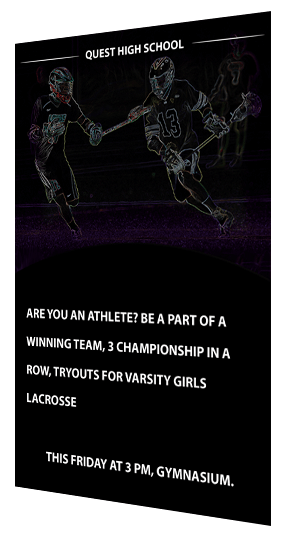 QUEST HIGH SCHOOL
13
ARE YOU AN ATHLETE? BE A PART OF A
WINNING TEAM, 3 CHAMPIONSHIP IN A
ROW, TRYOUTS FOR VARSITY GIRLS
LACROSSE
THIS FRIDAY AT 3 PM, GYMNASIUM.